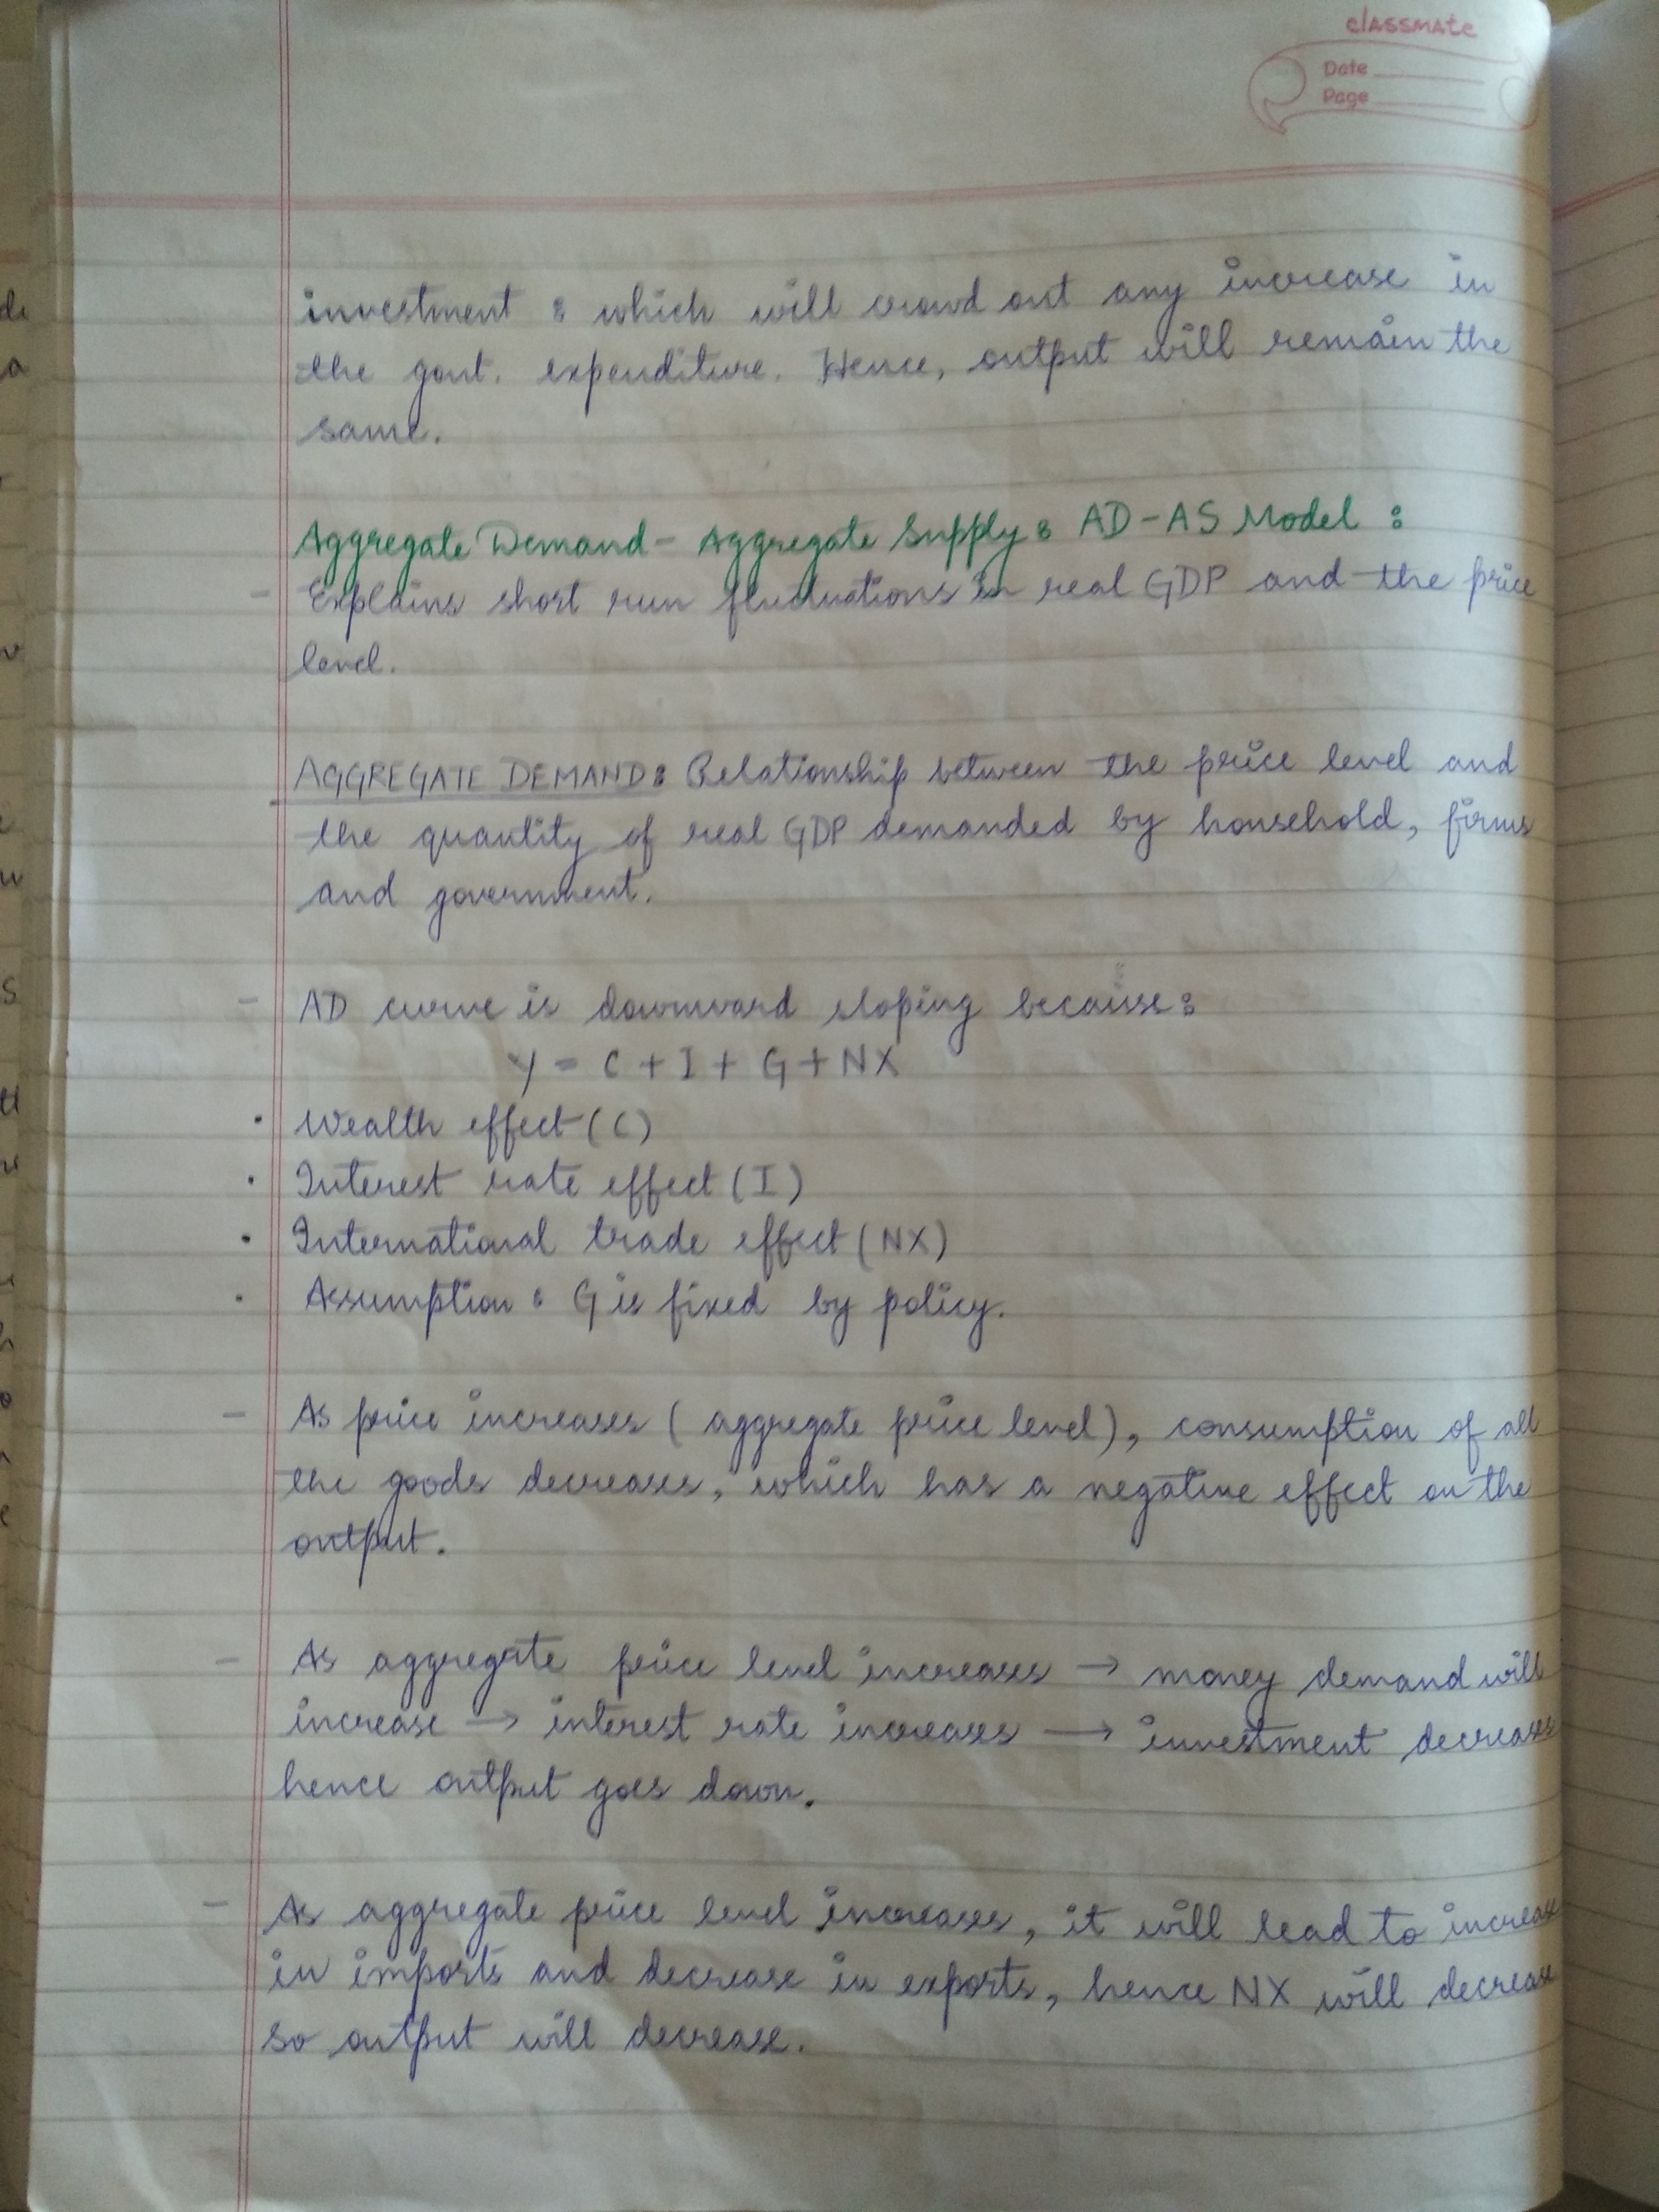 classmate
Date
Page
investment : which will crowd out any increase in
the govt. expenditure. Hence, output will remain the
same.
Aggregate Demand - Aggregate Supply : AD-AS Model :
- Explains short run fluctuations in real GDP and the price
level.
AGGREGATE DEMAND : Relationship between the price level and
the quantity of real GDP demanded by household, firms
and government.
- AD curve is downward sloping because :
Y = C + I + G + NX
· Wealth effect (C)
· Interest rate effect (I)
· International trade effect (NX)
· Assumption : G is fixed by policy.
- As price increases ( aggregate price level), consumption of all
the goods decreases, which has a negative effect on the
output.
- As aggregate price level increases → money demand will
increase → interest rate increases → investment decreases
hence output goes down.
- As aggregate price level increases, it will lead to increase
in imports and decrease in exports, hence NX will decrease
so output will decrease.